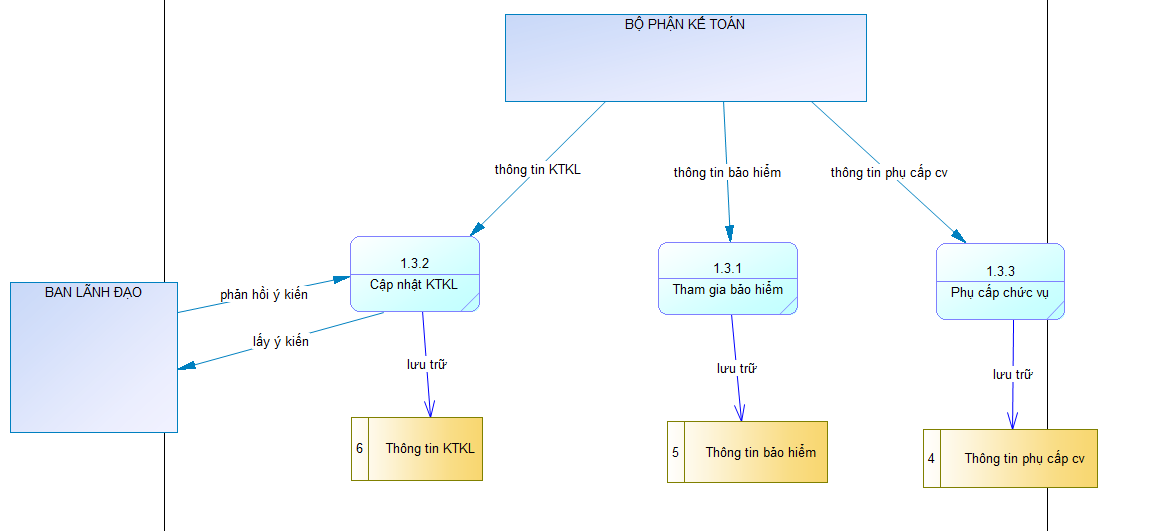 BỘ PHẬN KẾ TOÁN
thông tin KTKL
thông tin bảo hiểm
thông tin phụ cấp cv
1.3.2
Cập nhật KTKL
1.3.1
Tham gia bảo hiểm
1.3.3
Phụ cấp chức vụ
BAN LÃNH ĐẠO
phản hồi ý kiến
lấy ý kiến
lưu trữ
lưu trữ
lưu trữ
6 Thông tin KTKL
5 Thông tin bảo hiểm
4 Thông tin phụ cấp cv